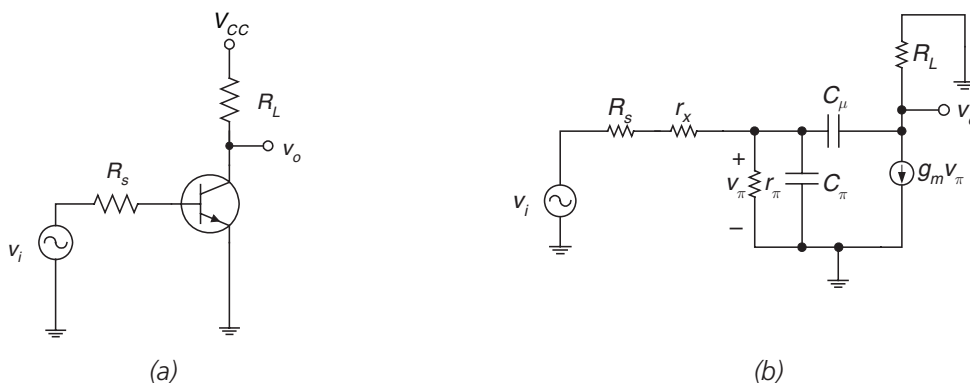 V_CC
R_L
v_o
R_s
v_i
(a)
R_L
v_o
C_μ
R_s
r_x
+
v_π
r_π
C_π
g_m v_π
v_i
−
(b)